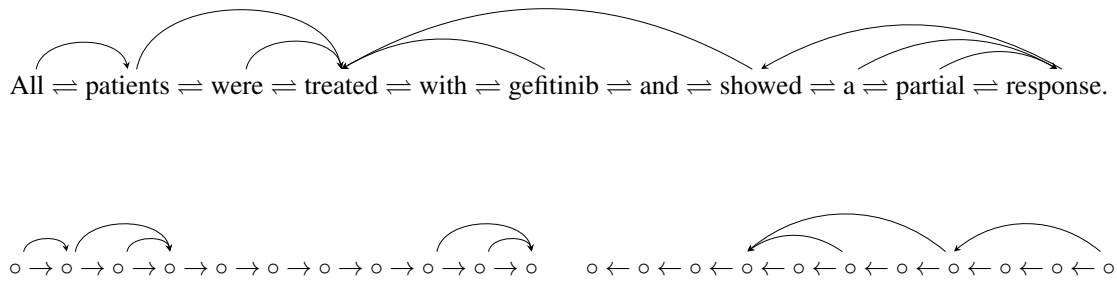 All ⇌ patients ⇌ were ⇌ treated ⇌ with ⇌ gefitinib ⇌ and ⇌ showed ⇌ a ⇌ partial ⇌ response.